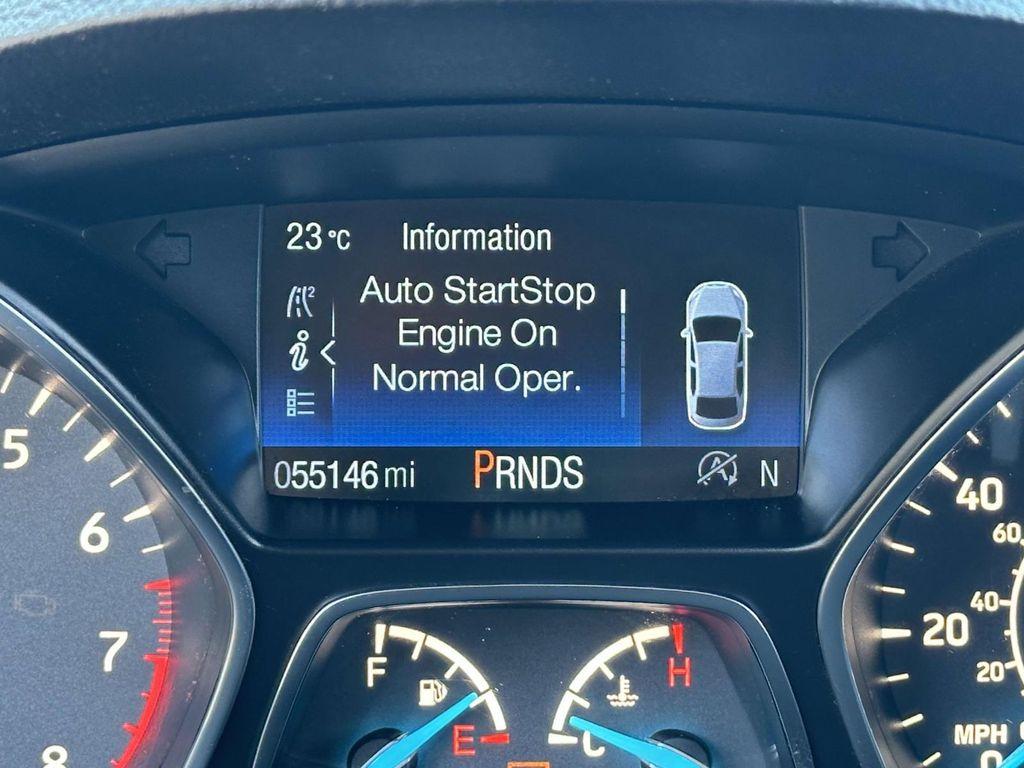 23 °C Information
Auto StartStop
Engine On
Normal Oper.
055146 mi PRNDS N
5
6
7
8
F
E
H
C
40
20
60
40
20
MPH
0